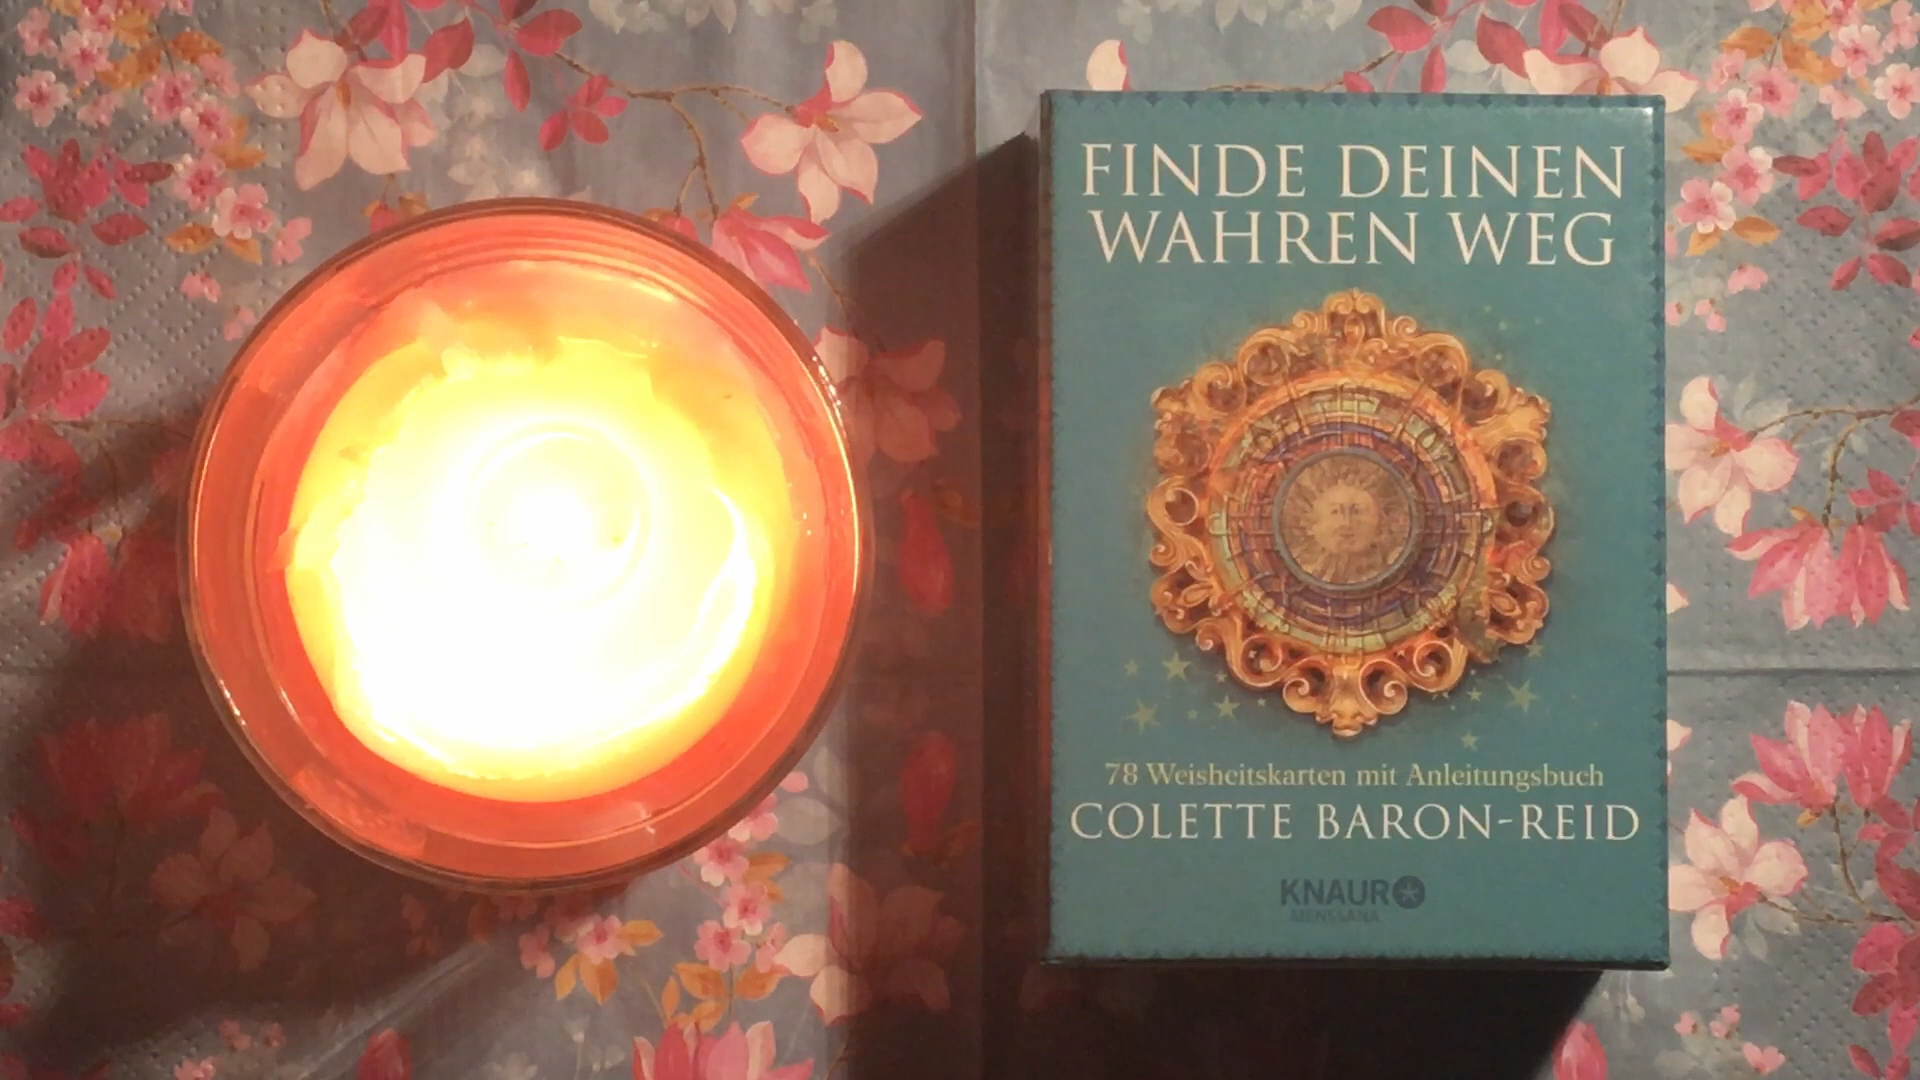 FINDE DEINEN
WAHREN WEG
78 Weisheitskarten mit Anleitungsbuch
COLETTE BARON-REID
KNAUR
MENSSANA